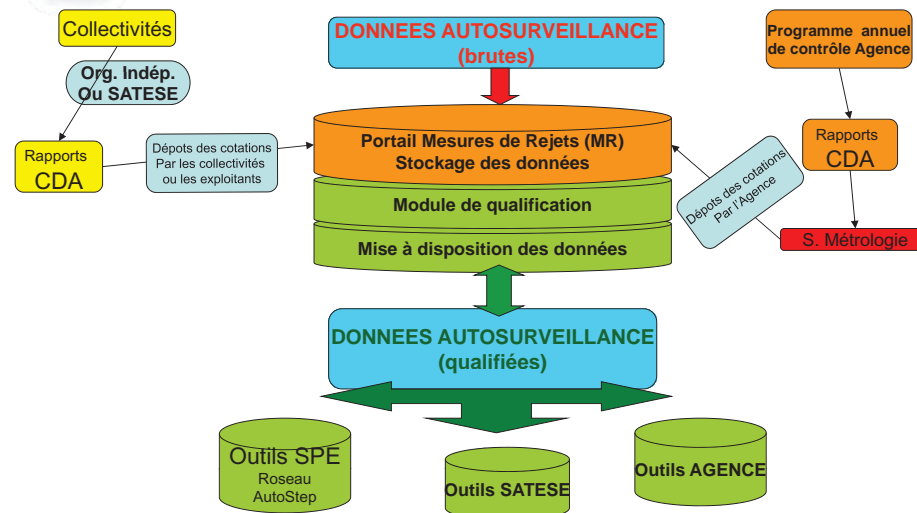 Collectivités
Org. Indép.
Ou SATESE
Rapports
CDA
Dépots des cotations
Par les collectivités
ou les exploitants
DONNEES AUTOSURVEILLANCE
(brutes)
Portail Mesures de Rejets (MR)
Stockage des données
Module de qualification
Mise à disposition des données
DONNEES AUTOSURVEILLANCE
(qualifiées)
Programme annuel
de contrôle Agence
Rapports
CDA
S. Métrologie
Dépots des cotations
Par l'Agence
Outils SPE
Roseau
AutoStep
Outils SATESE
Outils AGENCE